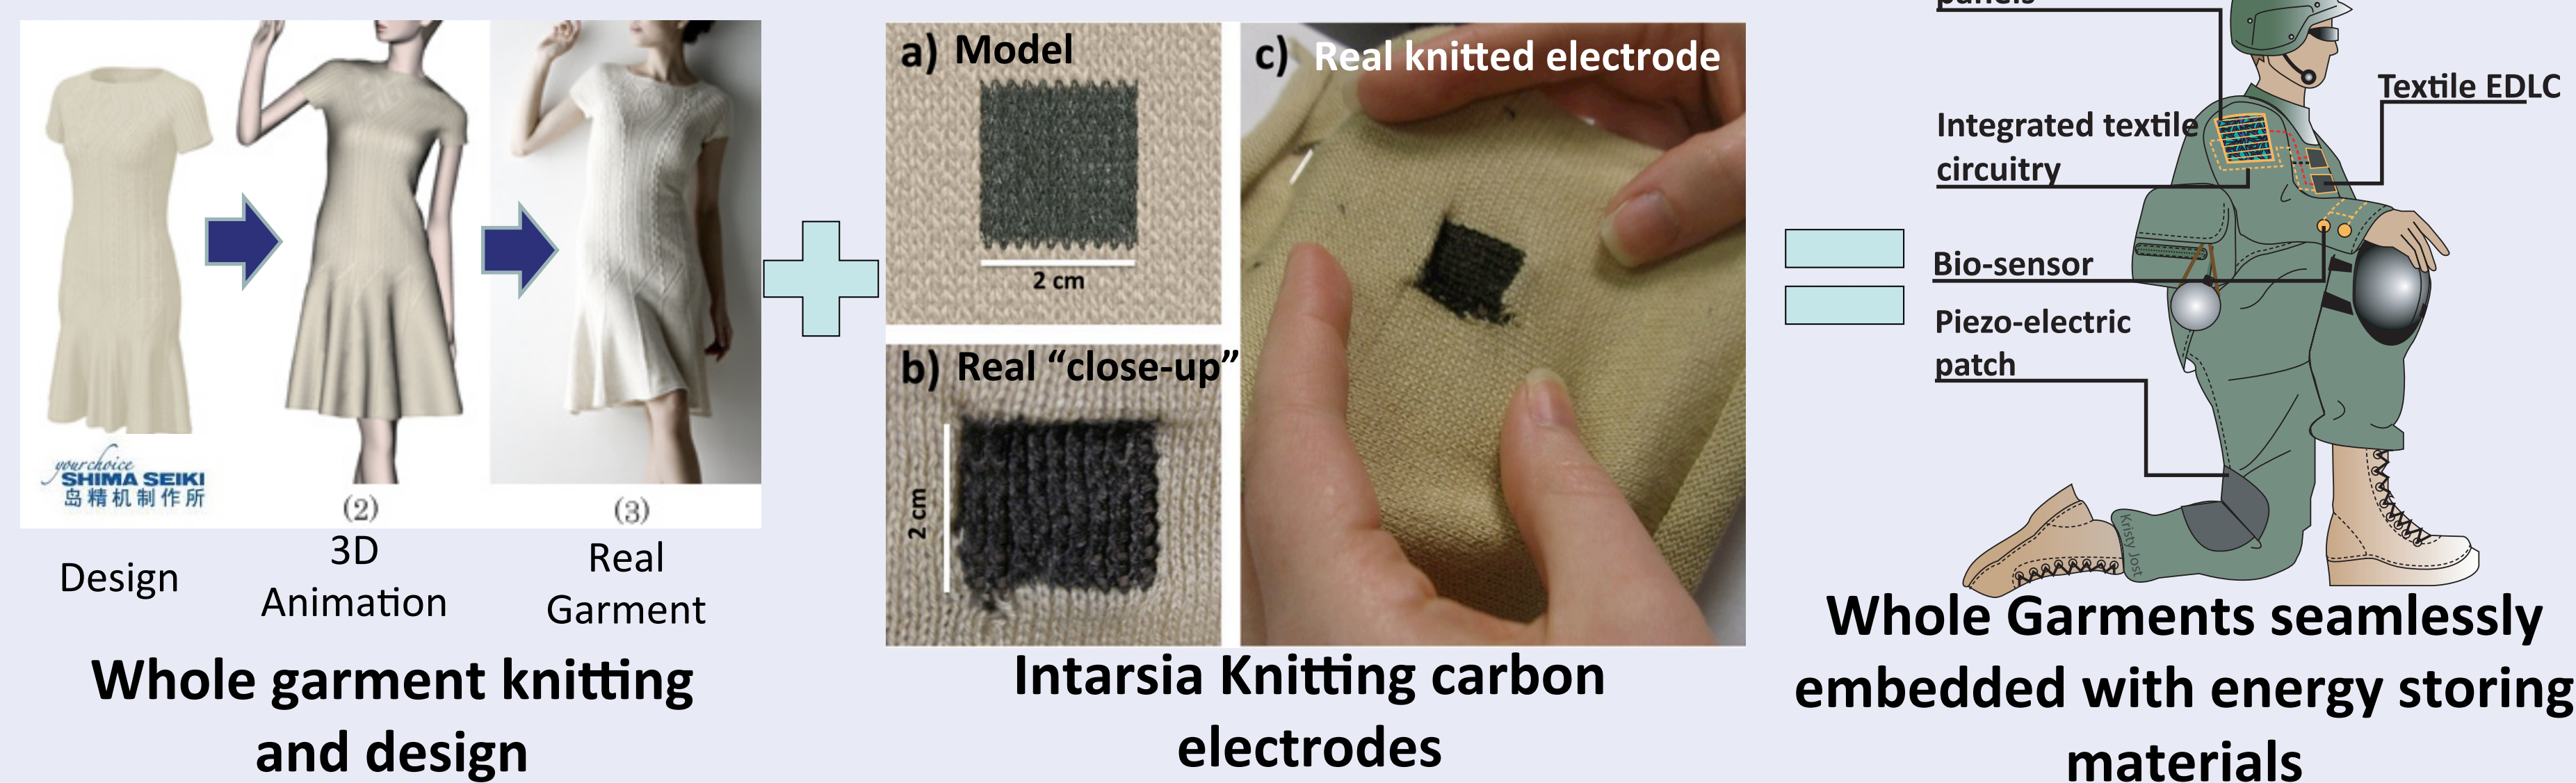 your choice
SHIMA SEIKI
岛精机制作所
(2)
(3)
Design
3D
Animation
Real
Garment
Whole garment knitting
and design
a) Model
2 cm
b) Real “close-up”
2 cm
c) Real knitted electrode
Intarsia Knitting carbon
electrodes
panels
Textile EDLC
Integrated textile
circuitry
Bio-sensor
Piezo-electric
patch
Kristy Jost
Whole Garments seamlessly
embedded with energy storing
materials